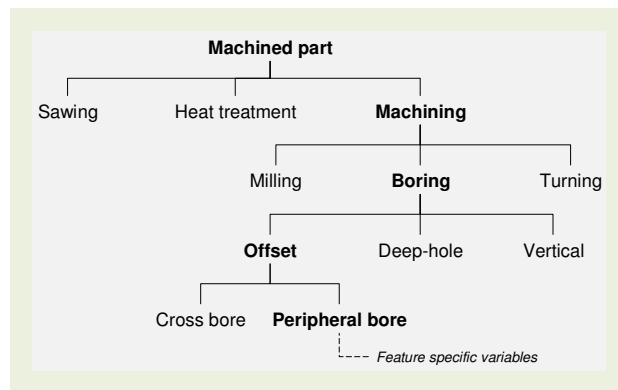 Machined part
Sawing
Heat treatment
Machining
Milling
Boring
Turning
Offset
Deep-hole
Vertical
Cross bore
Peripheral bore
Feature specific variables